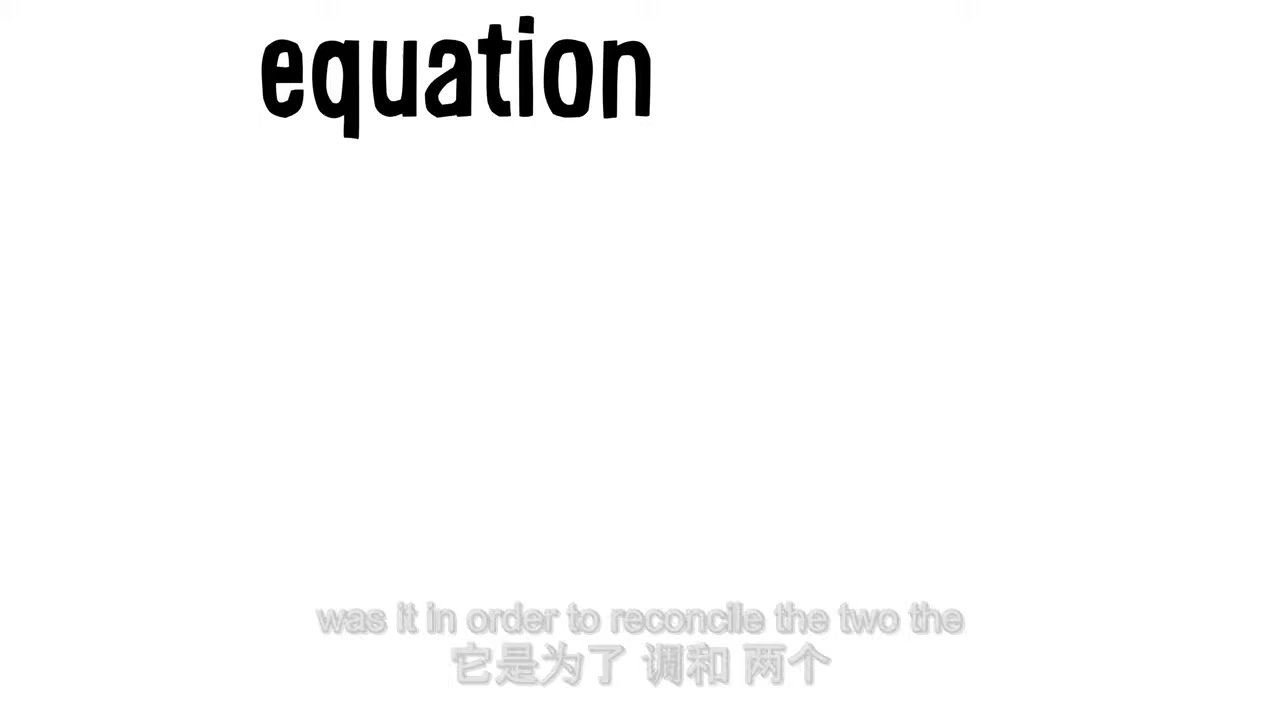 equation
was it in order to reconcile the two the
它是为了 调和 两个